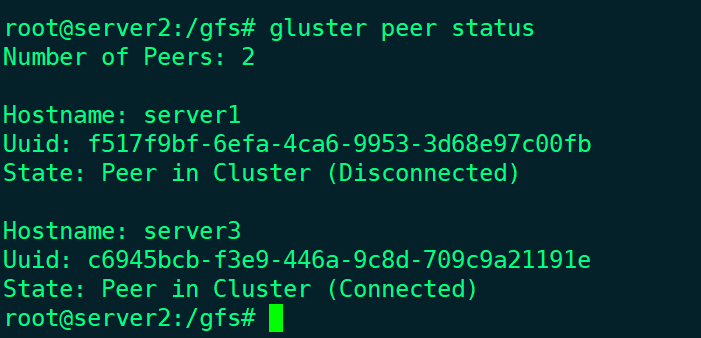 root@server2:/gfs# gluster peer status
Number of Peers: 2
Hostname: server1
Uuid: f517f9bf-6efa-4ca6-9953-3d68e97c00fb
State: Peer in Cluster (Disconnected)
Hostname: server3
Uuid: c6945bcb-f3e9-446a-9c8d-709c9a21191e
State: Peer in Cluster (Connected)
root@server2:/gfs#